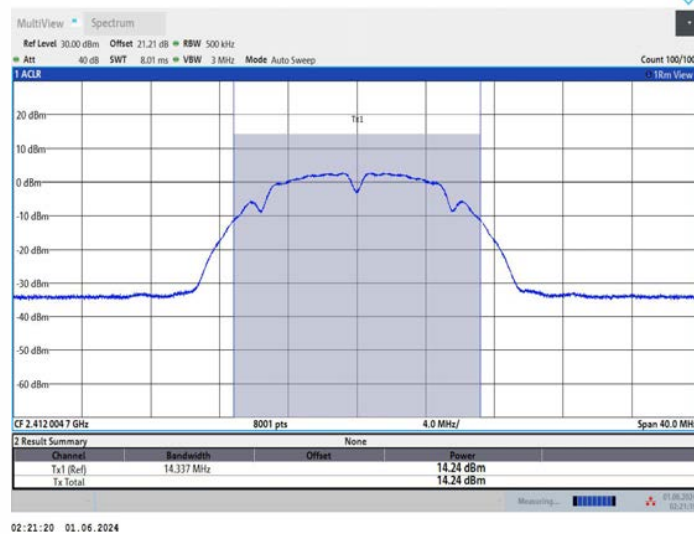 MultiView Spectrum
Ref Level 30.00 dBm Offset 21.21 dB RBW 500 kHz
Att 40 dB SWT 8.01 ms VBW 3 MHz Mode Auto Sweep Count 100/100
1 ACLR 1Rm View
Tx1
20 dBm
10 dBm
0 dBm
-10 dBm
-20 dBm
-30 dBm
-40 dBm
-50 dBm
-60 dBm
CF 2.412 004 7 GHz 8001 pts 4.0 MHz/ Span 40.0 MHz
2 Result Summary None
Channel Bandwidth Offset Power
Tx1 (Ref) 14.337 MHz 14.24 dBm
Tx Total 14.24 dBm
Measuring...
02:21:20 01.06.2024